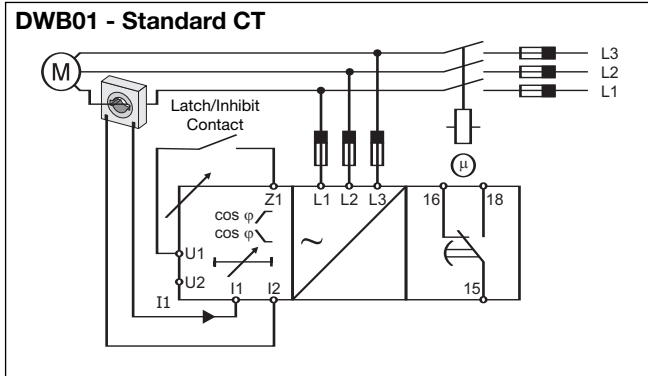 DWB01 - Standard CT
L3
L2
L1
M
Latch/Inhibit
Contact
µ
Z1
L1 L2 L3
16
18
cos φ
cos φ
~
U1
U2
I1
I1
I2
15